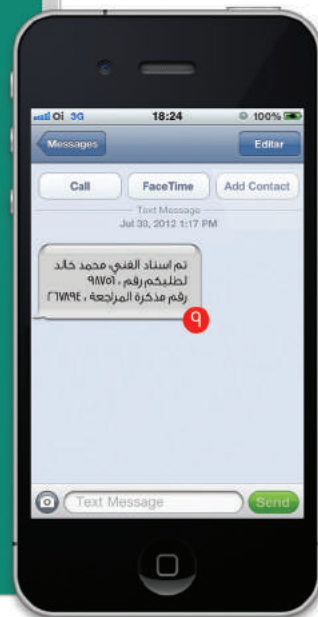 Oi 3G 18:24 100%
Messages Editar
Call FaceTime Add Contact
Text Message
Jul 30, 2012 1:17 PM
تم اسناد الفني، محمد خالد
لطلبكم رقم ، ٩٨٧٥٦
رقم مذكرة المراجعة ، ٢٦٧٨٩٤
٩
Text Message Send